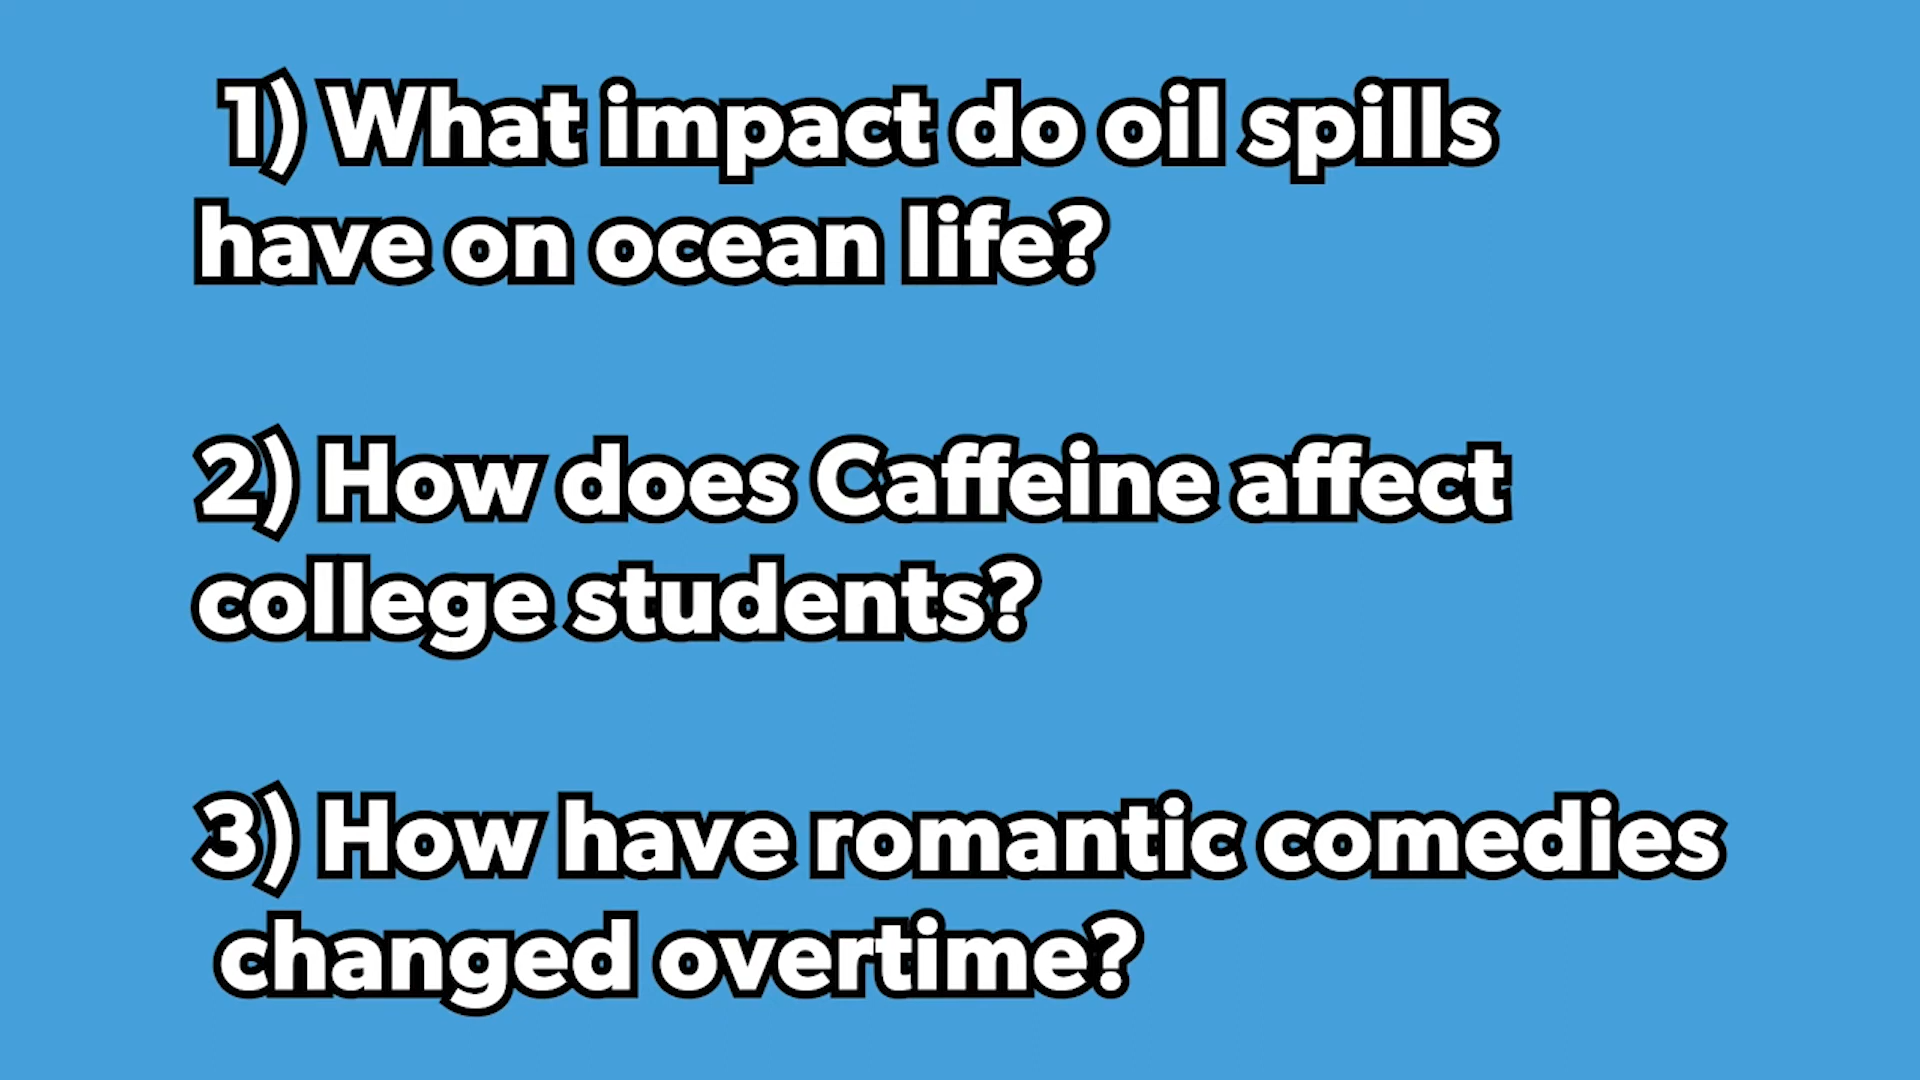 1) What impact do oil spills
have on ocean life?
2) How does Caffeine affect
college students?
3) How have romantic comedies
changed overtime?